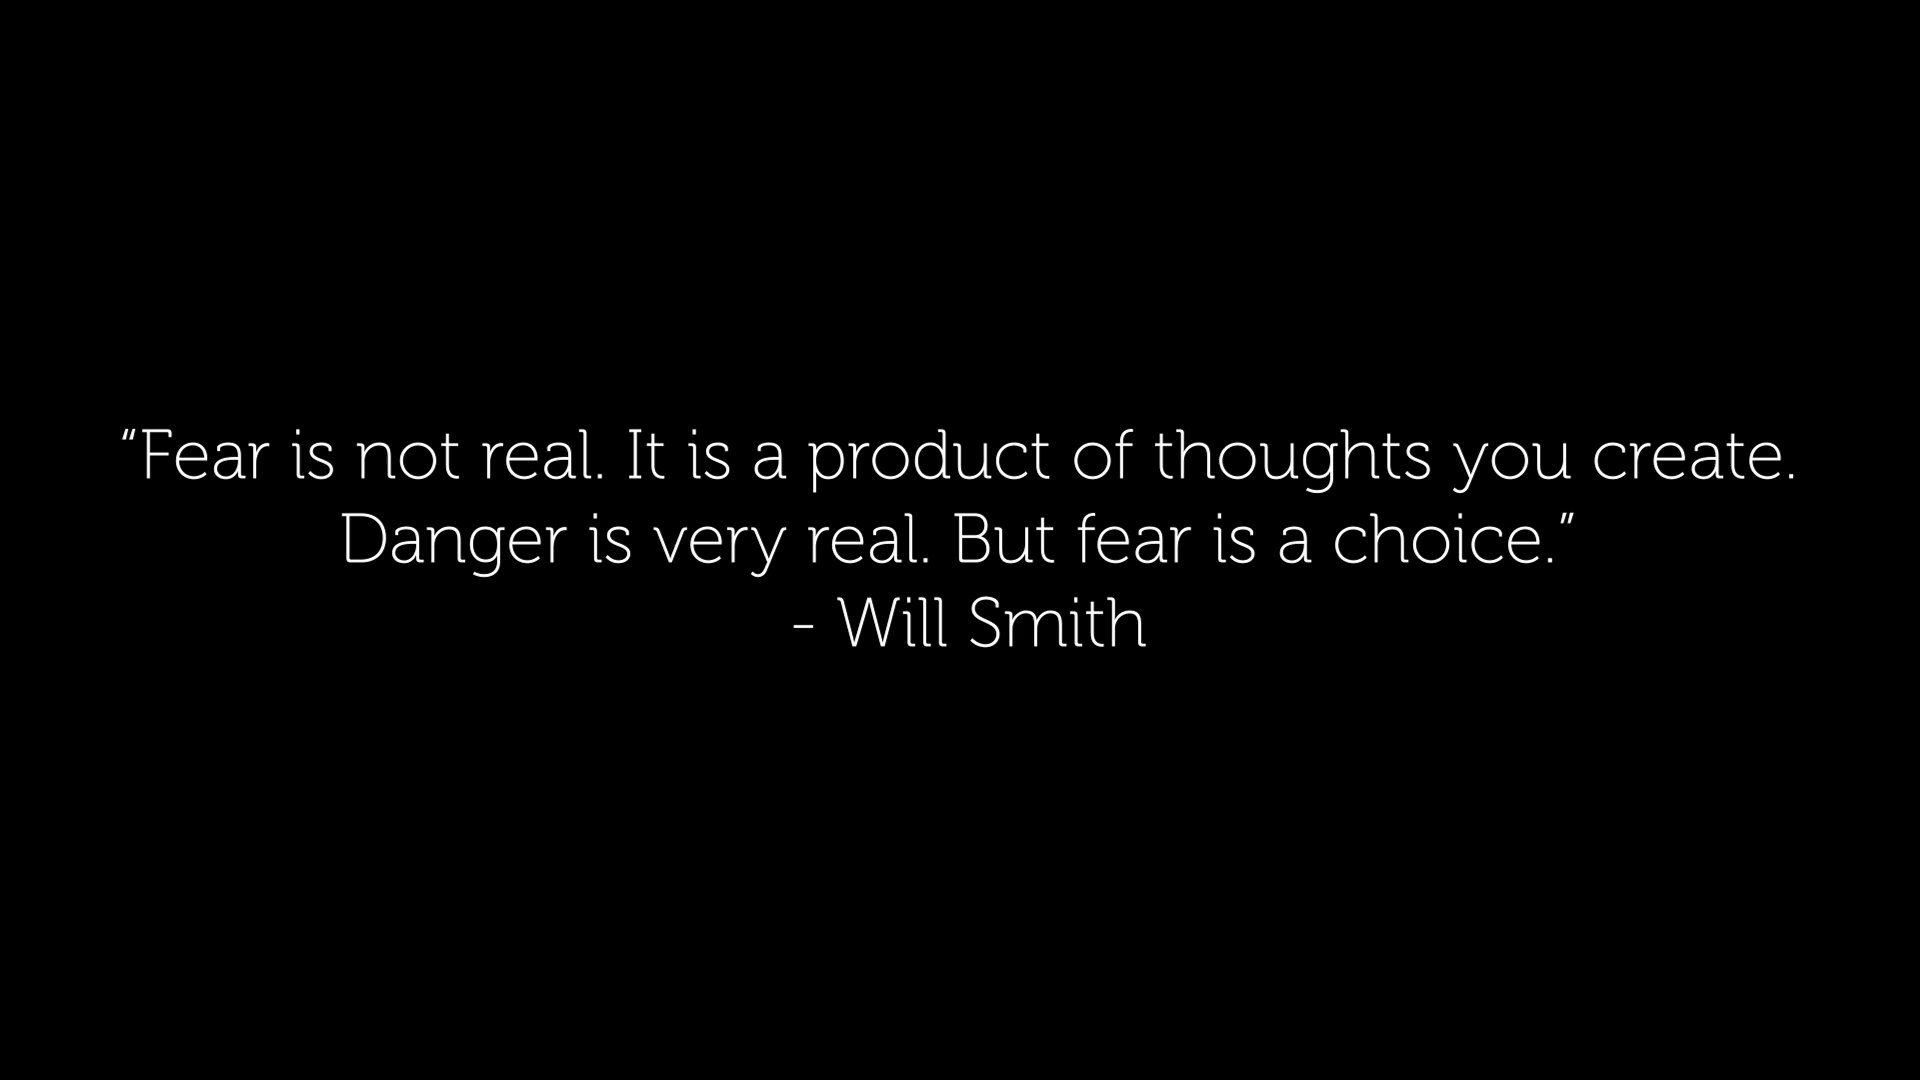 “Fear is not real. It is a product of thoughts you create.
Danger is very real. But fear is a choice.”
- Will Smith